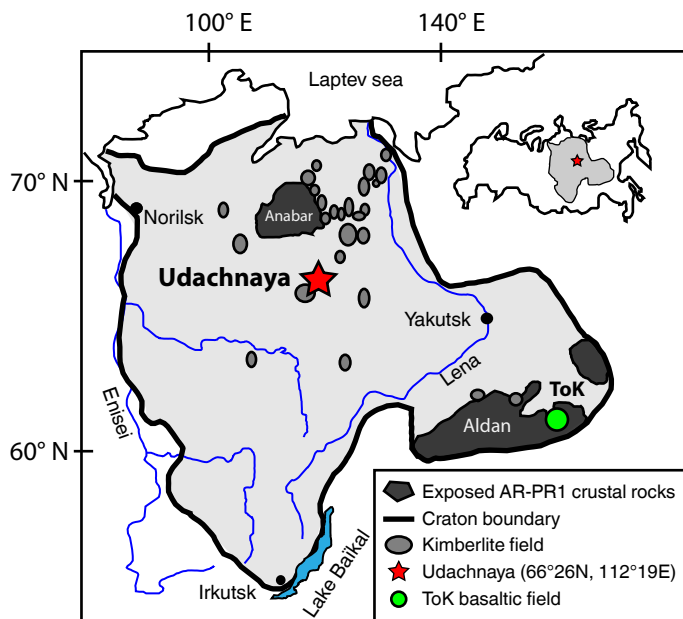 100° E
140° E
Laptev sea
70° N
Anabar
Norilsk
Udachnaya
Yakutsk
Lena
ToK
Enisei
Aldan
60° N
Irkutsk
Lake Baïkal
Exposed AR-PR1 crustal rocks
Craton boundary
Kimberlite field
Udachnaya (66°26N, 112°19E)
ToK basaltic field